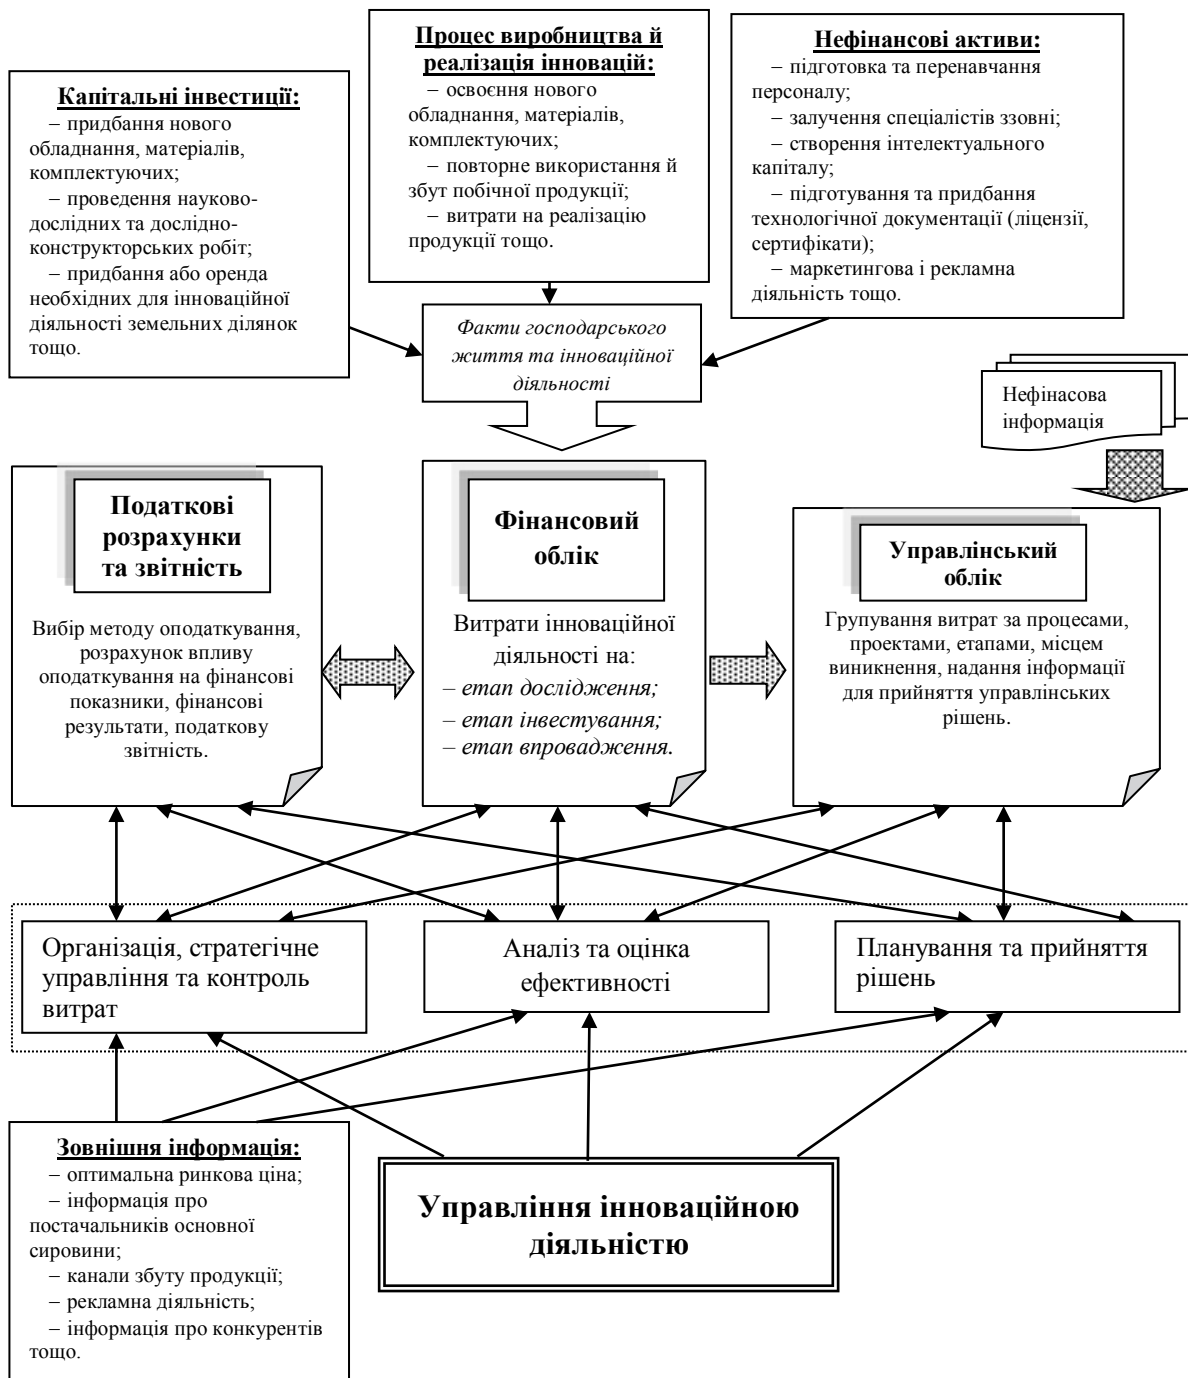 Капітальні інвестиції:
– придбання нового
обладнання, матеріалів,
комплектуючих;
– проведення науково-
дослідних та дослідно-
конструкторських робіт;
– придбання або оренда
необхідних для інноваційної
діяльності земельних ділянок
тощо.
Процес виробництва й
реалізація інновацій:
– освоєння нового
обладнання, матеріалів,
комплектуючих;
– повторне використання й
збут побічної продукції;
– витрати на реалізацію
продукції тощо.
Нефінансові активи:
– підготовка та перенавчання
персоналу;
– залучення спеціалістів ззовні;
– створення інтелектуального
капіталу;
– підготування та придбання
технологічної документації (ліцензії,
сертифікати);
– маркетингова і рекламна
діяльність тощо.
Факти господарського
життя та інноваційної
діяльності
Нефінасова
інформація
Податкові
розрахунки
та звітність
Вибір методу оподаткування,
розрахунок впливу
оподаткування на фінансові
показники, фінансові
результати, податкову
звітність.
Фінансовий
облік
Витрати інноваційної
діяльності на:
– етап дослідження;
– етап інвестування;
– етап впровадження.
Управлінський
облік
Групування витрат за процесами,
проектами, етапами, місцем
виникнення, надання інформації
для прийняття управлінських
рішень.
Організація, стратегічне
управління та контроль
витрат
Аналіз та оцінка
ефективності
Планування та прийняття
рішень
Зовнішня інформація:
– оптимальна ринкова ціна;
– інформація про
постачальників основної
сировини;
– канали збуту продукції;
– рекламна діяльність;
– інформація про конкурентів
тощо.
Управління інноваційною
діяльністю